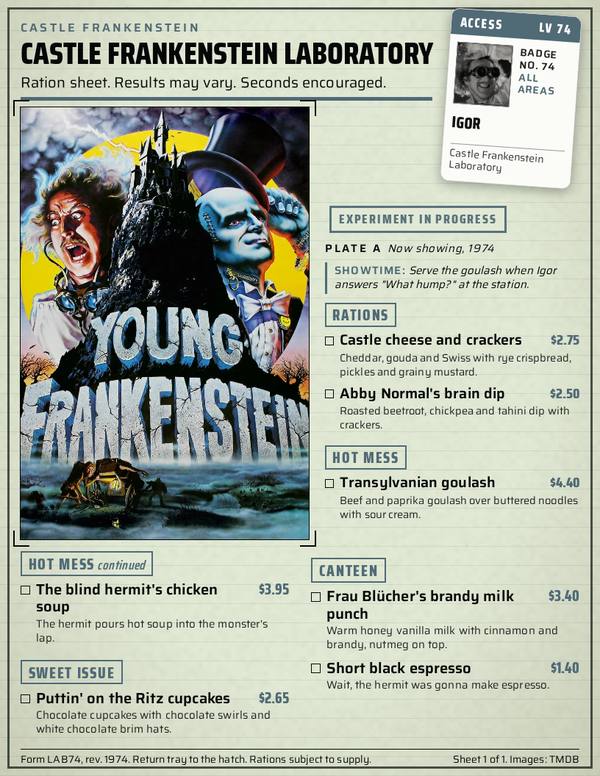 CASTLE FRANKENSTEIN
CASTLE FRANKENSTEIN LABORATORY
Ration sheet. Results may vary. Seconds encouraged.
ACCESS LV 74
BADGE
NO. 74
ALL
AREAS
IGOR
Castle Frankenstein
Laboratory
YOUNG
FRANKENSTEIN
EXPERIMENT IN PROGRESS
PLATE A Now showing, 1974
SHOWTIME: Serve the goulash when Igor
answers "What hump?" at the station.
RATIONS
Castle cheese and crackers $2.75
Cheddar, gouda and Swiss with rye crispbread,
pickles and grainy mustard.
Abby Normal's brain dip $2.50
Roasted beetroot, chickpea and tahini dip with
crackers.
HOT MESS
Transylvanian goulash $4.40
Beef and paprika goulash over buttered noodles
with sour cream.
HOT MESS continued
The blind hermit's chicken $3.95
soup
The hermit pours hot soup into the monster's
lap.
SWEET ISSUE
Puttin' on the Ritz cupcakes $2.65
Chocolate cupcakes with chocolate swirls and
white chocolate brim hats.
CANTEEN
Frau Blücher's brandy milk $3.40
punch
Warm honey vanilla milk with cinnamon and
brandy, nutmeg on top.
Short black espresso $1.40
Wait, the hermit was gonna make espresso.
Form LAB74, rev. 1974. Return tray to the hatch. Rations subject to supply.
Sheet 1 of 1. Images: TMDB